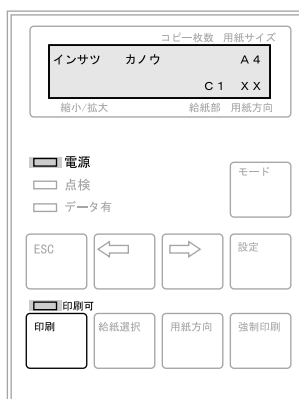 コピー枚数 用紙サイズ
インサツ カノウ A4
C1 XX
縮小/拡大 給紙部 用紙方向
電源
点検
データ有
モード
ESC
設定
印刷可
印刷 給紙選択 用紙方向 強制印刷